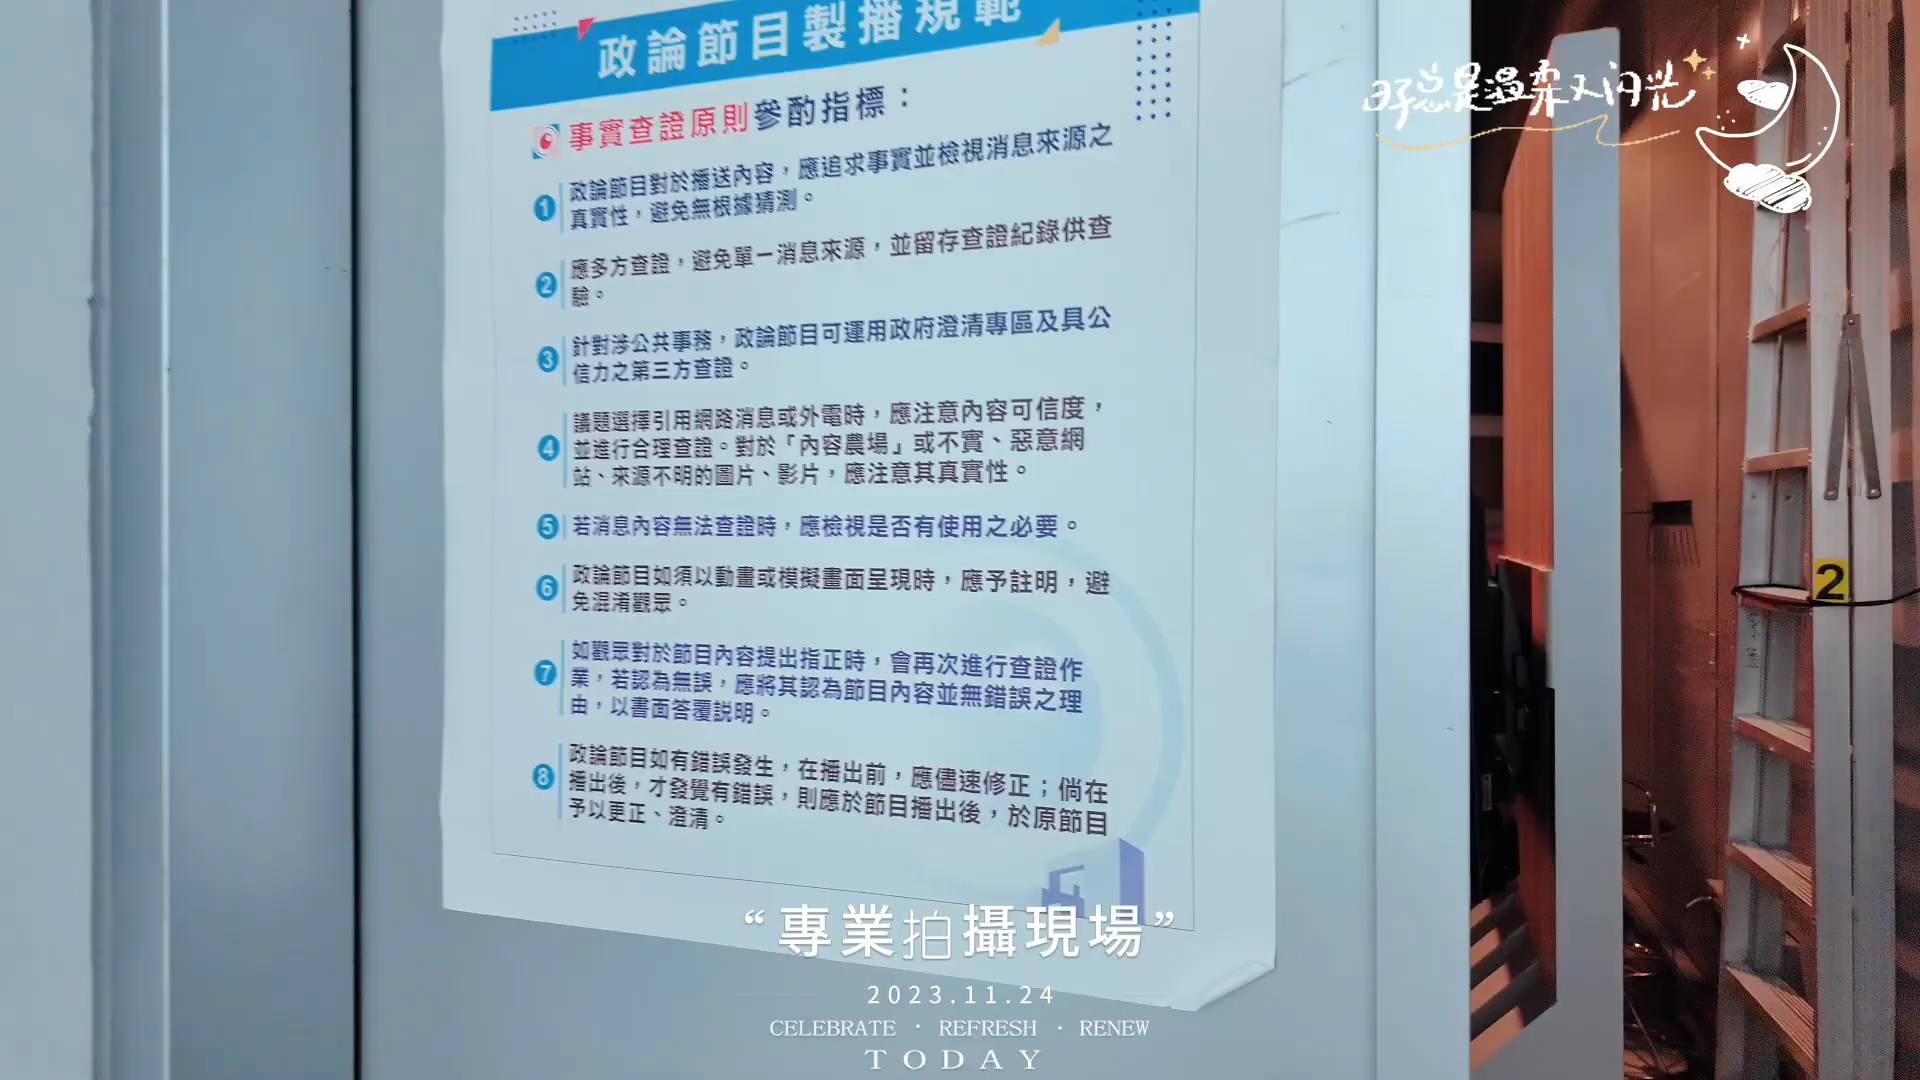 政論節目製播規範
事實查證原則參酌指標：
1 政論節目對於播送內容，應追求事實並檢視消息來源之
真實性，避免無根據猜測。
2 應多方查證，避免單一消息來源，並留存查證紀錄供查
驗。
3 針對涉公共事務，政論節目可運用政府澄清專區及具公
信力之第三方查證。
4 議題選擇引用網路消息或外電時，應注意內容可信度，
並進行合理查證。對於「內容農場」或不實、惡意網
站、來源不明的圖片、影片，應注意其真實性。
5 若消息內容無法查證時，應檢視是否有使用之必要。
6 政論節目如須以動畫或模擬畫面呈現時，應予註明，避
免混淆觀眾。
7 如觀眾對於節目內容提出指正時，會再次進行查證作
業，若認為無誤，應將其認為節目內容並無錯誤之理
由，以書面答覆説明。
8 政論節目如有錯誤發生，在播出前，應儘速修正；倘在
播出後，才發覺有錯誤，則應於節目播出後，於原節目
予以更正、澄清。
总是温柔又闪光
2
“專業拍攝現場”
2023.11.24
CELEBRATE · REFRESH · RENEW
TODAY